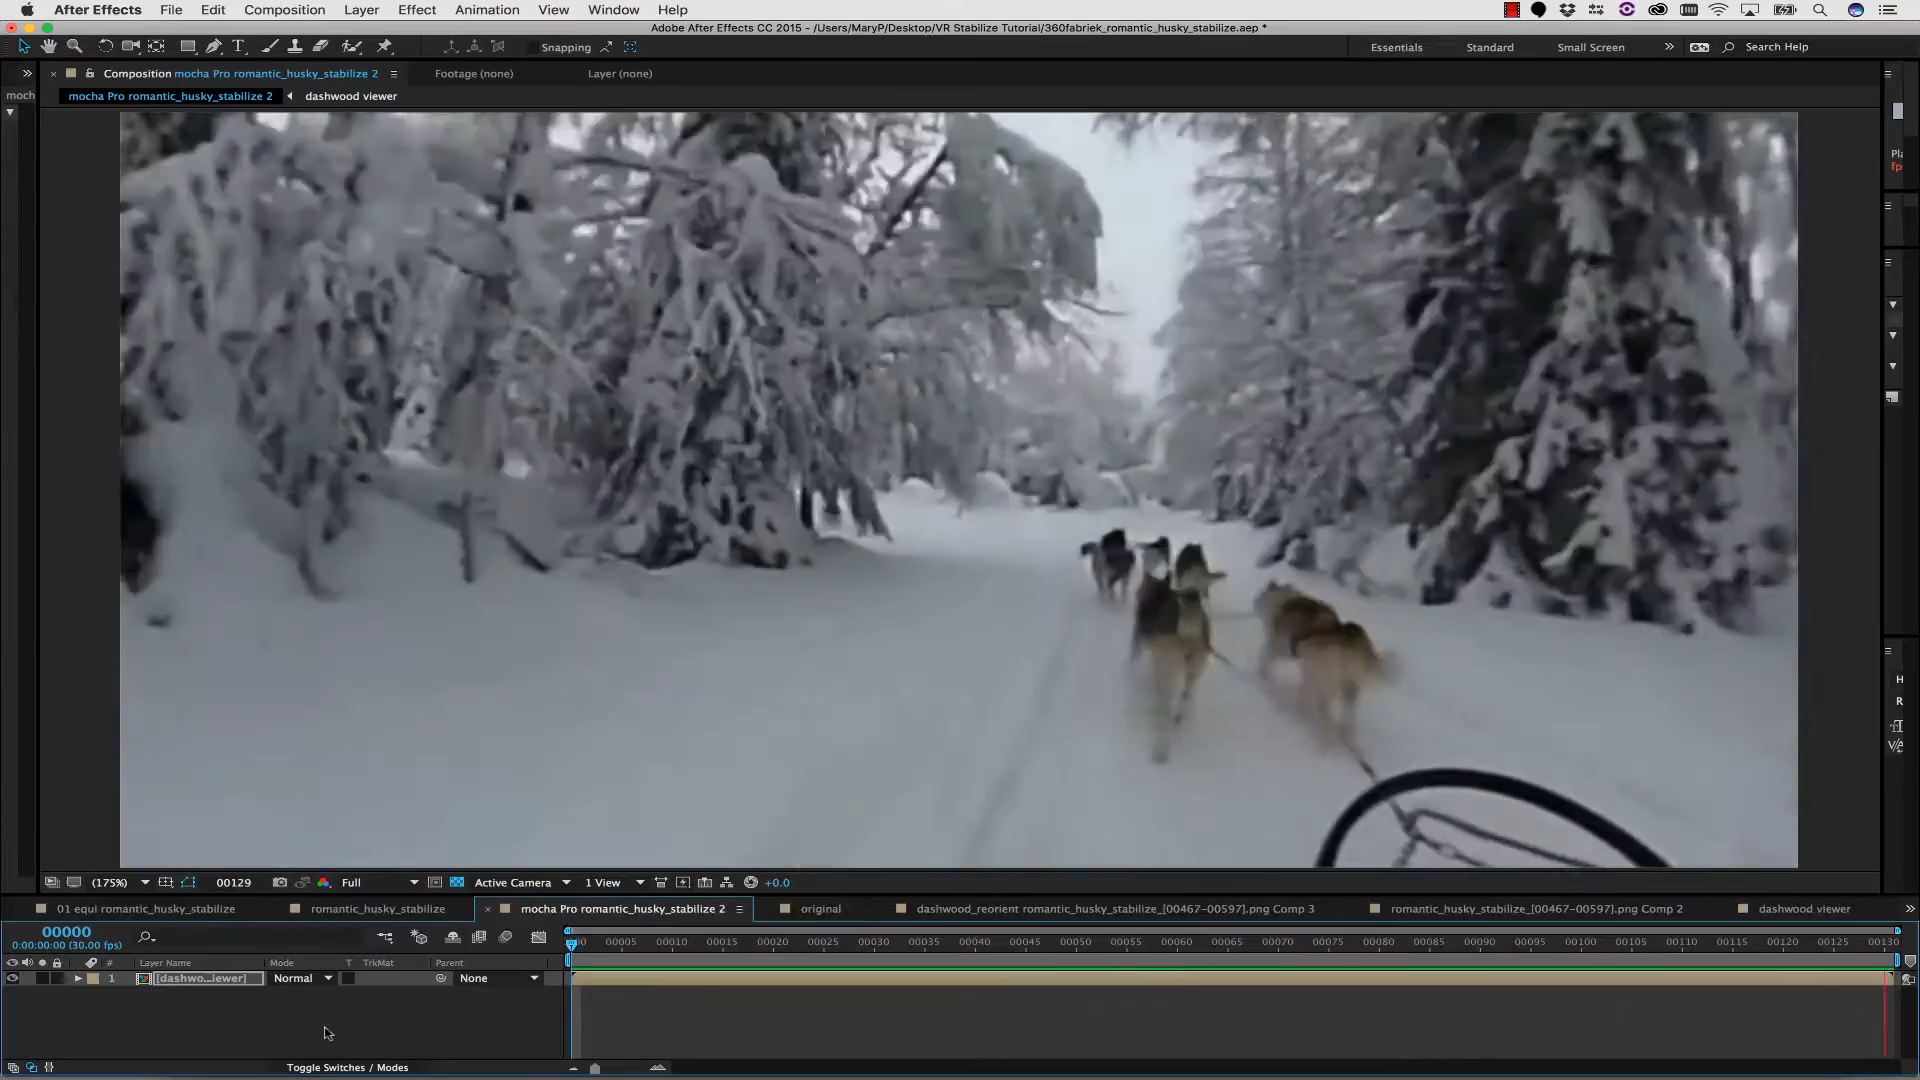 After Effects File Edit Composition Layer Effect Animation View Window Help
Adobe After Effects CC 2015 - /Users/MaryP/Desktop/VR Stabilize Tutorial/360fabriek_romantic_husky_stabilize.aep *
Snapping Essentials Standard Small Screen Search Help
Composition mocha Pro romantic_husky_stabilize 2 Footage (none) Layer (none)
moch mocha Pro romantic_husky_stabilize 2 dashwood viewer
(175%) 00129 Full Active Camera 1 View +0.0
01 equi romantic_husky_stabilize romantic_husky_stabilize mocha Pro romantic_husky_stabilize 2 original dashwood_reorient romantic_husky_stabilize_[00467-00597].png Comp 3 romantic_husky_stabilize_[00467-00597].png Comp 2 dashwood viewer
00000
0:00:00:00 (30.00 fps)
00005 00010 00015 00020 00025 00030 00035 00040 00045 00050 00055 00060 00065 00070 00075 00080 00085 00090 00095 00100 00105 00110 00115 00120 00125 00130
# Layer Name Mode T TrkMat Parent
1 [dashwo...iewer] Normal None
Toggle Switches / Modes